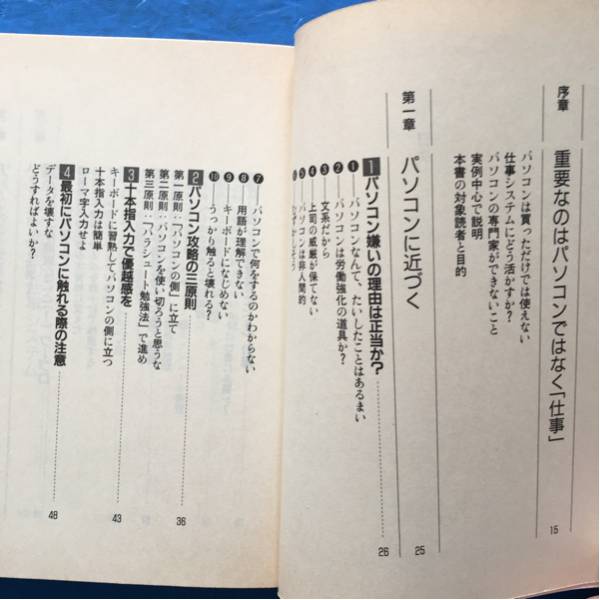 序章 重要なのはパソコンではなく「仕事」 15
パソコンは買っただけでは使えない
仕事システムにどう活かすか?
パソコンの専門家ができないこと
実例中心で説明
本書の対象読者と目的
第一章 パソコンに近づく 25
1 パソコン嫌いの理由は正当か? 26
❶パソコンなんて、たいしたことはあるまい
❷パソコンは労働強化の道具か?
❸文系だから
❹上司の威厳が保てない
❺パソコンは非人間的
❼パソコンで何をするのかわからない
❽用語が理解できない
❾キーボードになじめない
❿うっかり触ると壊れる?
2 パソコン攻略の三原則 36
第一原則:「パソコンの側」に立て
第二原則:パソコンを使い切ろうと思うな
第三原則:「パラシュート勉強法」で進め
3 十本指入力で優越感を 43
キーボードに習熟してパソコンの側に立つ
十本指入力は簡単
ローマ字入力せよ
4 最初にパソコンに触れる際の注意 48
データを壊すな
どうすればよいか?